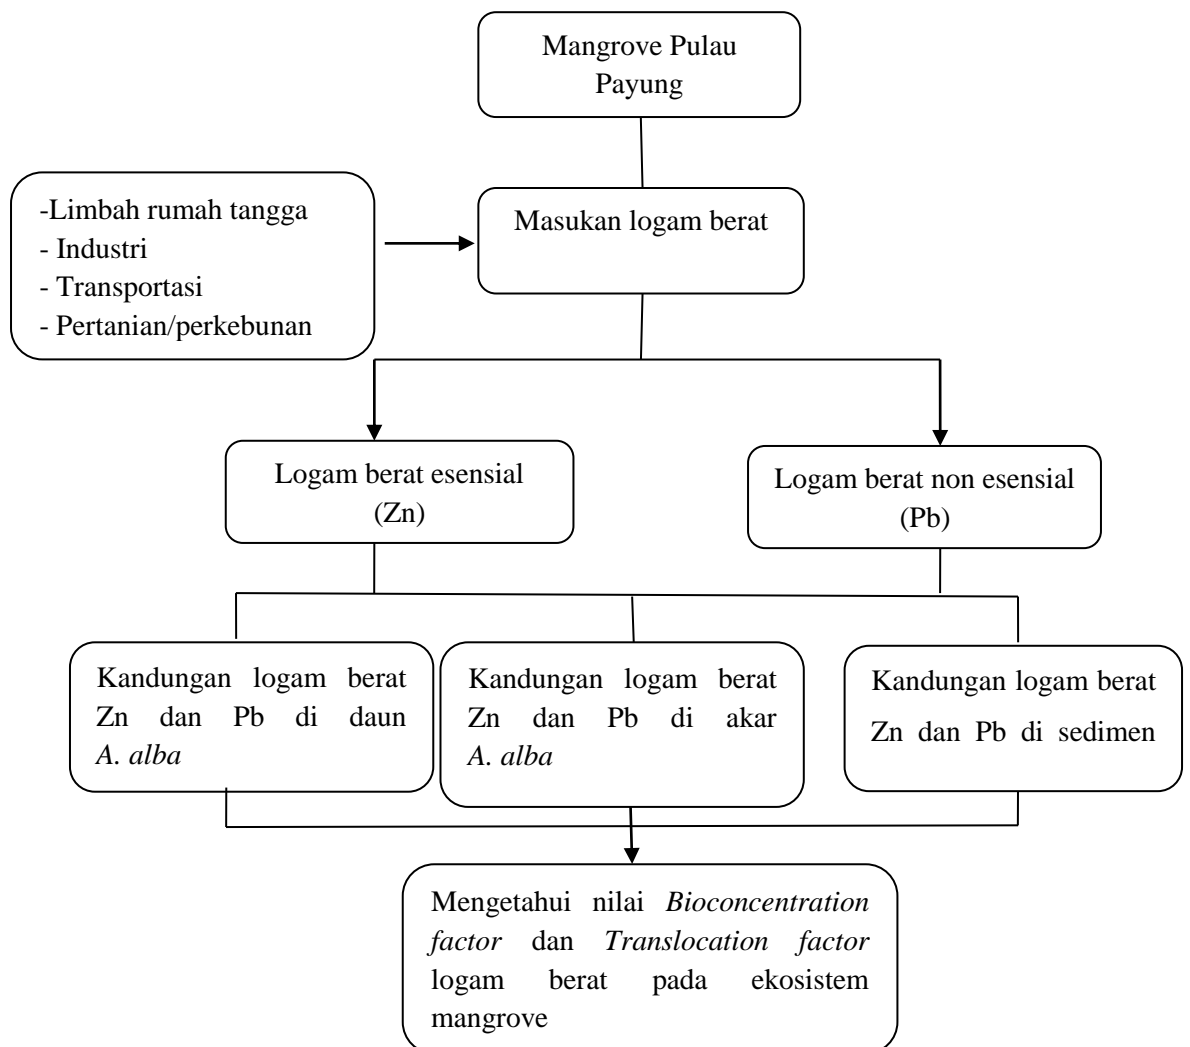 Mangrove Pulau
Payung
-Limbah rumah tangga
- Industri
- Transportasi
- Pertanian/perkebunan
Masukan logam berat
Logam berat esensial
(Zn)
Logam berat non esensial
(Pb)
Kandungan logam berat
Zn dan Pb di daun
A. alba
Kandungan logam berat
Zn dan Pb di akar
A. alba
Kandungan logam berat
Zn dan Pb di sedimen
Mengetahui nilai Bioconcentration
factor dan Translocation factor
logam berat pada ekosistem
mangrove